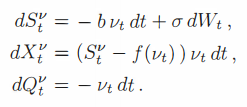 dS_t^ν = − b ν_t dt + σ dW_t ,
dX_t^ν = (S_t^ν − f(ν_t)) ν_t dt ,
dQ_t^ν = − ν_t dt .